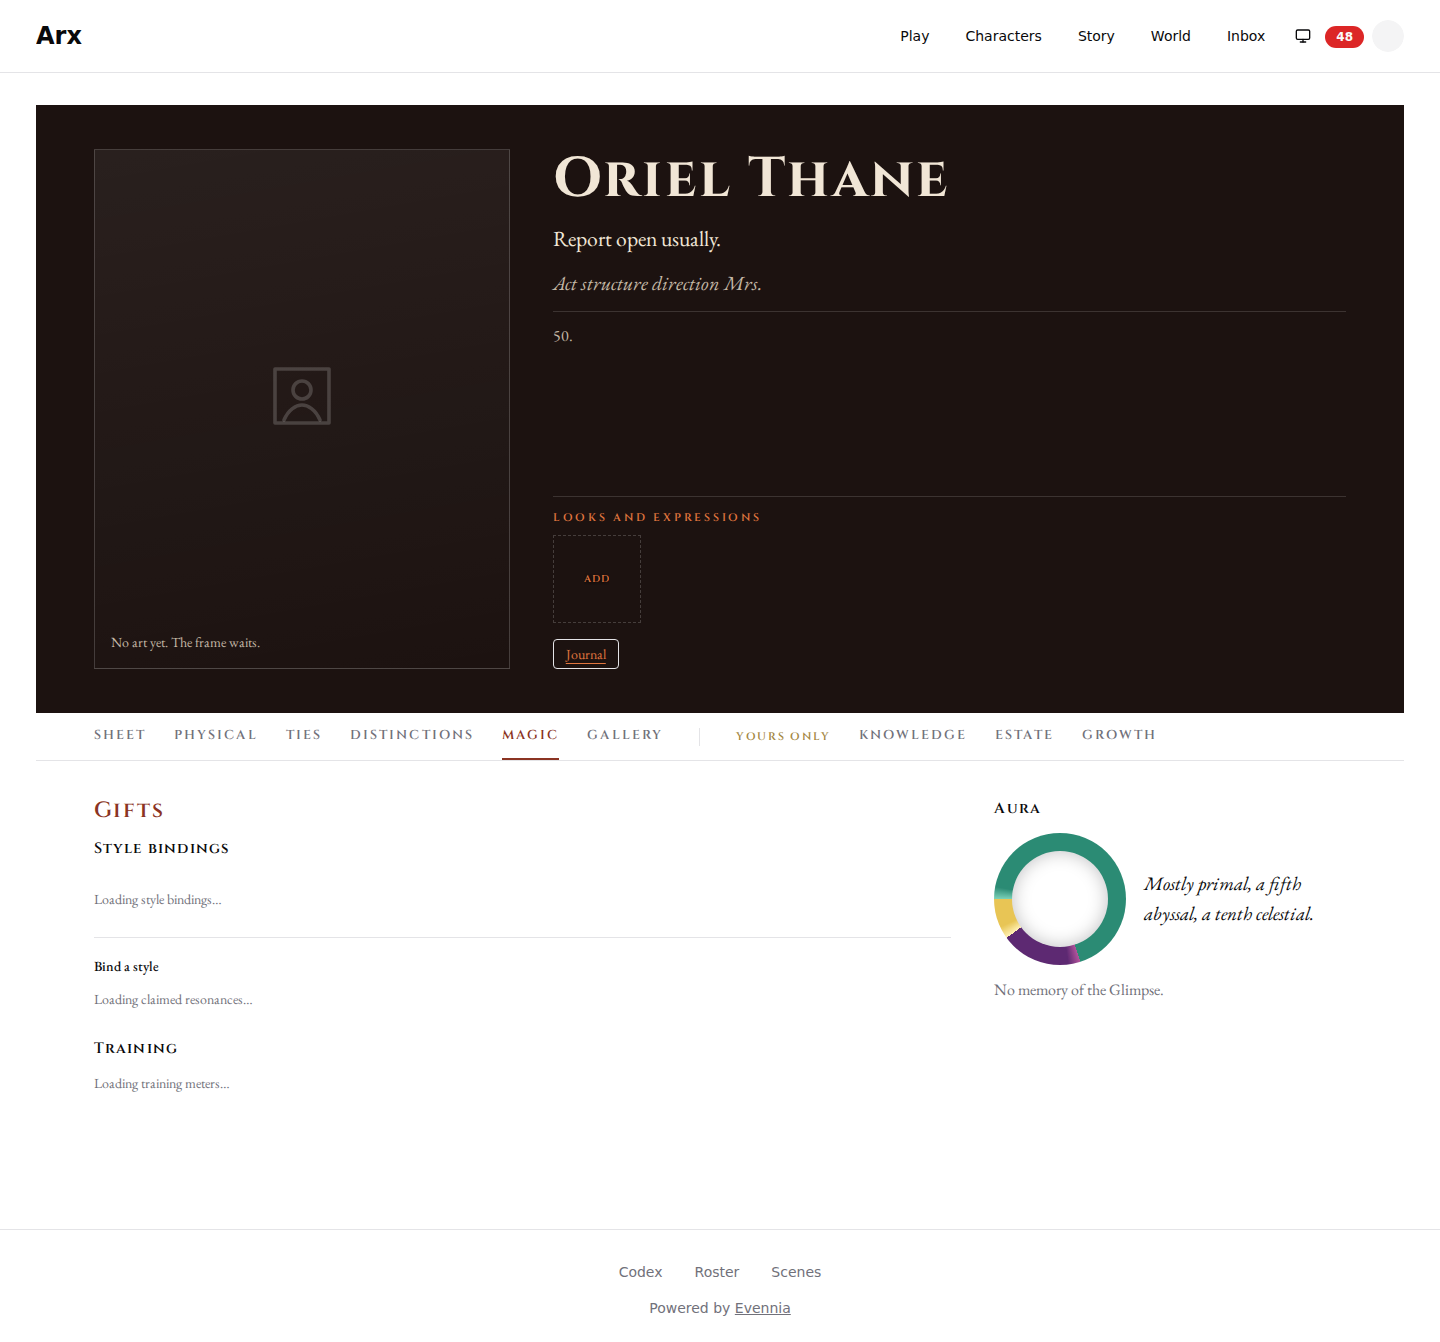 Arx
Play Characters Story World Inbox 48
Oriel Thane
Report open usually.
Act structure direction Mrs.
50.
LOOKS AND EXPRESSIONS
ADD
No art yet. The frame waits.
Journal
SHEET PHYSICAL TIES DISTINCTIONS MAGIC GALLERY YOURS ONLY KNOWLEDGE ESTATE GROWTH
Gifts
Style bindings
Loading style bindings...
Bind a style
Loading claimed resonances...
Training
Loading training meters...
Aura
Mostly primal, a fifth
abyssal, a tenth celestial.
No memory of the Glimpse.
Codex Roster Scenes
Powered by Evennia